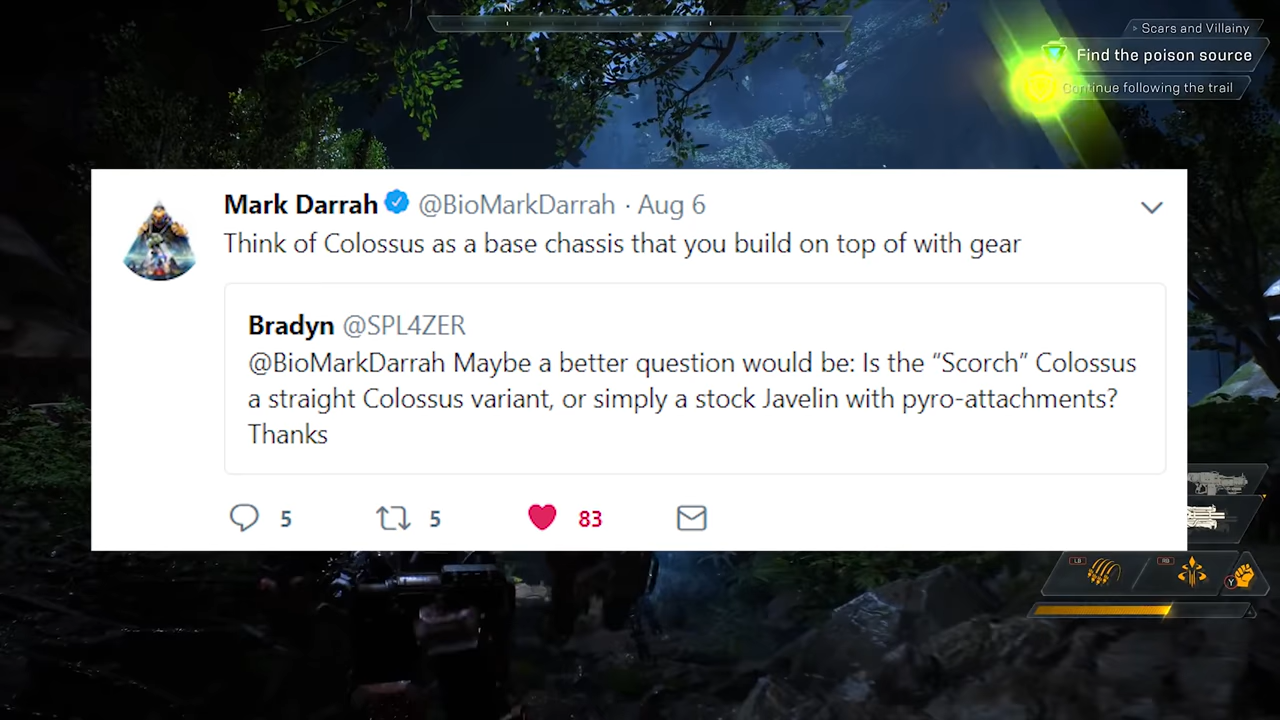 N
> Scars and Villainy
Find the poison source
Continue following the trail
Mark Darrah @BioMarkDarrah · Aug 6
Think of Colossus as a base chassis that you build on top of with gear
Bradyn @SPL4ZER
@BioMarkDarrah Maybe a better question would be: Is the “Scorch” Colossus
a straight Colossus variant, or simply a stock Javelin with pyro-attachments?
Thanks
5 5 83
LB RB Y